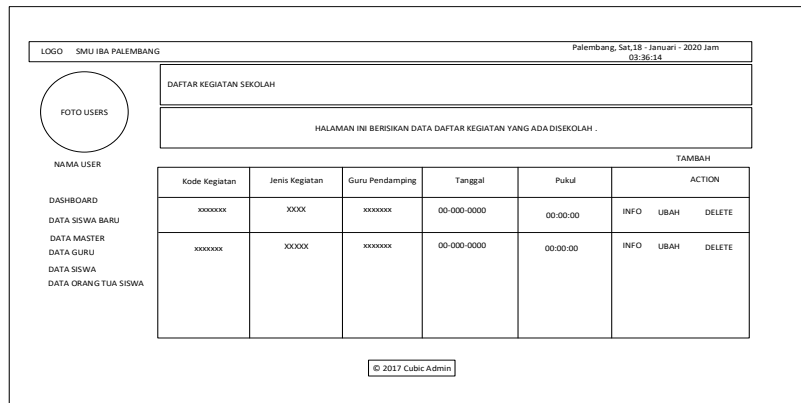 LOGO SMU IBA PALEMBANG
Palembang, Sat,18 - Januari - 2020 Jam
03:36:14
FOTO USERS
NAMA USER
DASHBOARD
DATA SISWA BARU
DATA MASTER
DATA GURU
DATA SISWA
DATA ORANG TUA SISWA
DAFTAR KEGIATAN SEKOLAH
HALAMAN INI BERISIKAN DATA DAFTAR KEGIATAN YANG ADA DISEKOLAH .
TAMBAH
Kode Kegiatan Jenis Kegiatan Guru Pendamping Tanggal Pukul ACTION
xxxxxxx XXXX xxxxxxx 00-000-0000 00:00:00 INFO UBAH DELETE
xxxxxxx XXXXX xxxxxxx 00-000-0000 00:00:00 INFO UBAH DELETE
© 2017 Cubic Admin